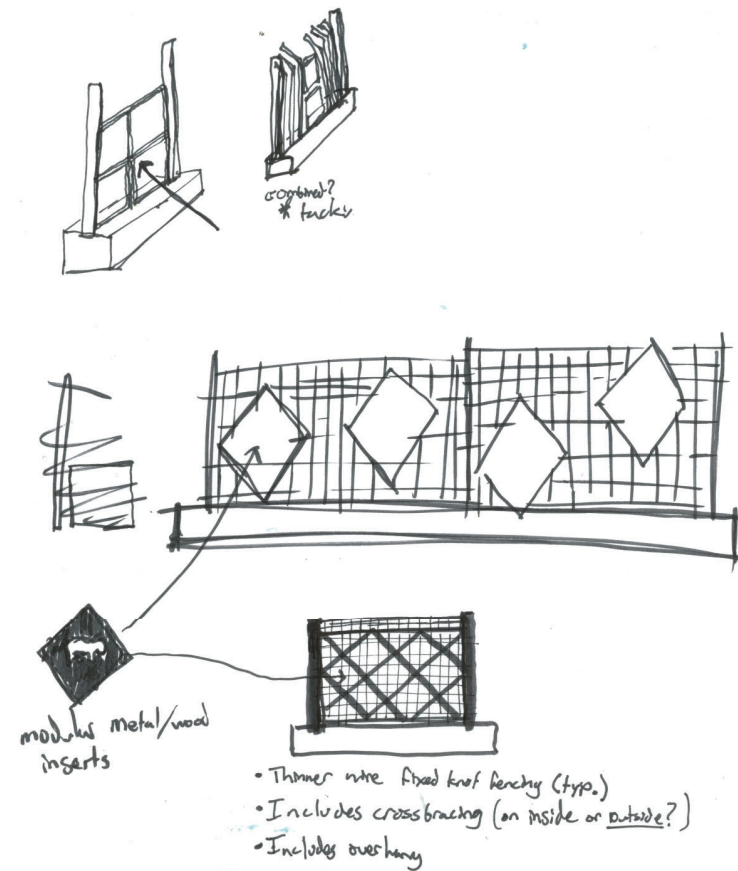 combined?
* tacky
modular metal/wood
inserts
• Thinner wire fixed knot fencing (typ.)
• Includes crossbracing (on inside or outside?)
• Includes overhang